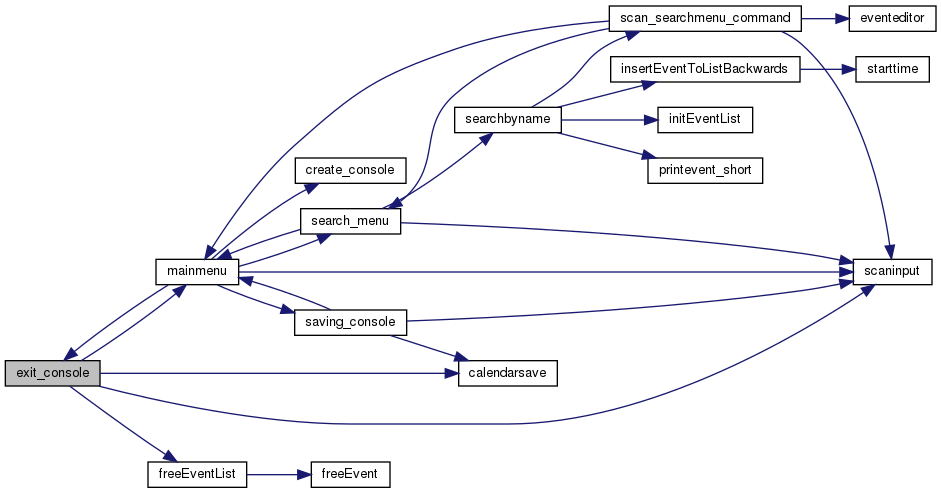 scan_searchmenu_command
eventeditor
insertEventToListBackwards
starttime
searchbyname
initEventList
create_console
printevent_short
search_menu
mainmenu
scaninput
saving_console
exit_console
calendarsave
freeEventList
freeEvent